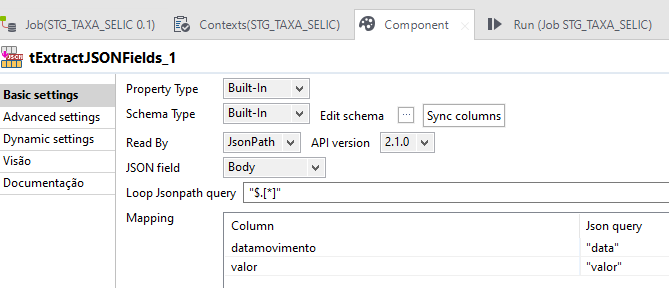 Job(STG_TAXA_SELIC 0.1) Contexts(STG_TAXA_SELIC) Component Run (Job STG_TAXA_SELIC)
tExtractJSONFields_1
Basic settings
Advanced settings
Dynamic settings
Visão
Documentação
Property Type Built-In
Schema Type Built-In Edit schema ... Sync columns
Read By JsonPath API version 2.1.0
JSON field Body
Loop Jsonpath query "$.[*]"
Mapping
Column Json query
datamovimento "data"
valor "valor"